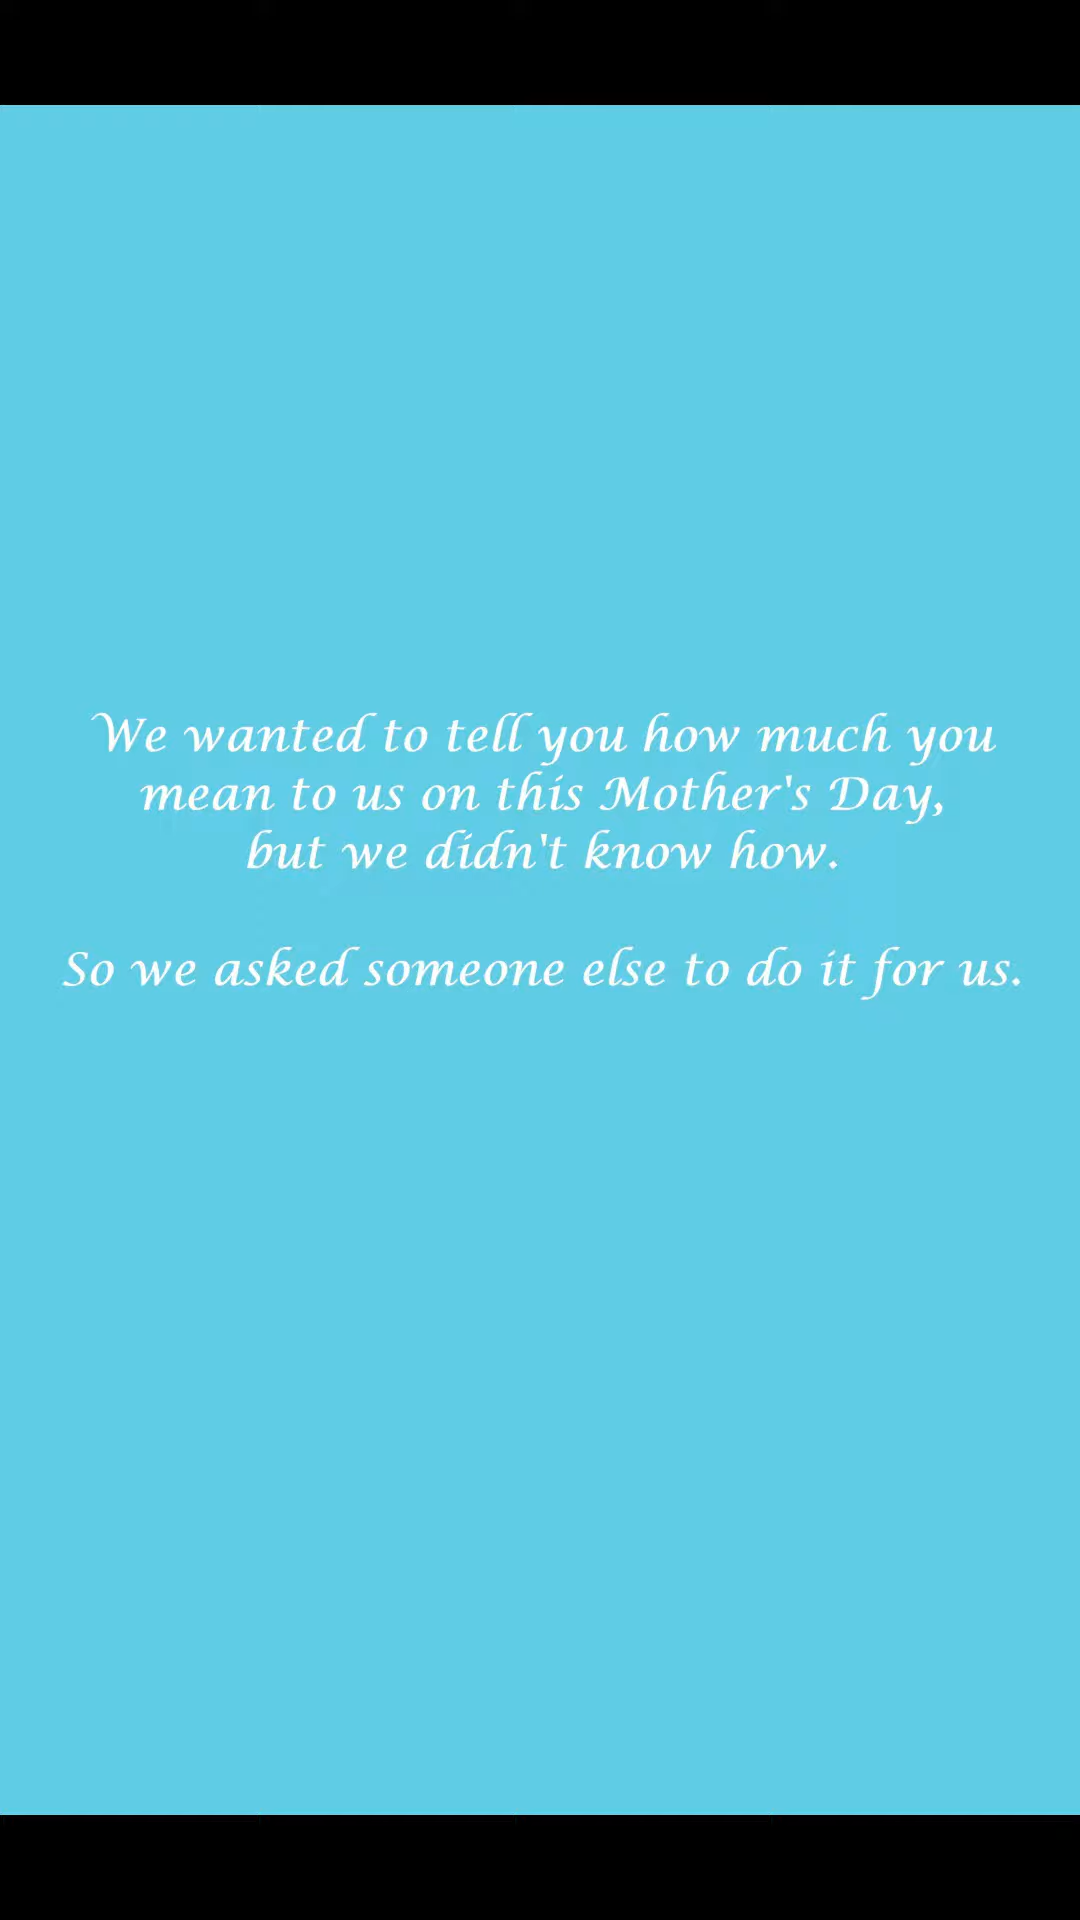 We wanted to tell you how much you
mean to us on this Mother's Day,
but we didn't know how.
So we asked someone else to do it for us.